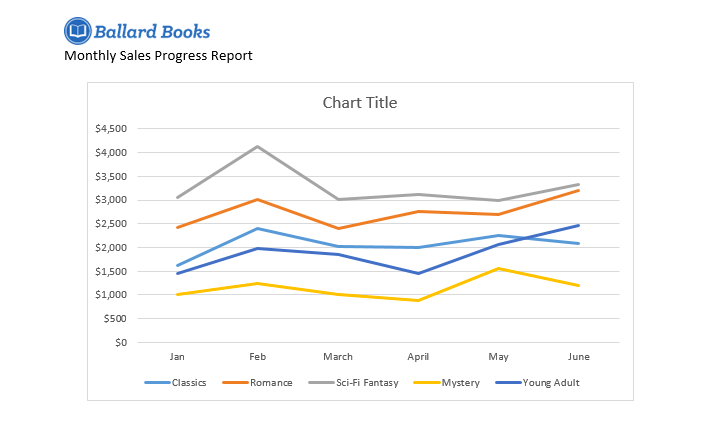 Ballard Books
Monthly Sales Progress Report
Chart Title
$4,500
$4,000
$3,500
$3,000
$2,500
$2,000
$1,500
$1,000
$500
$0
Jan Feb March April May June
Classics Romance Sci-Fi Fantasy Mystery Young Adult